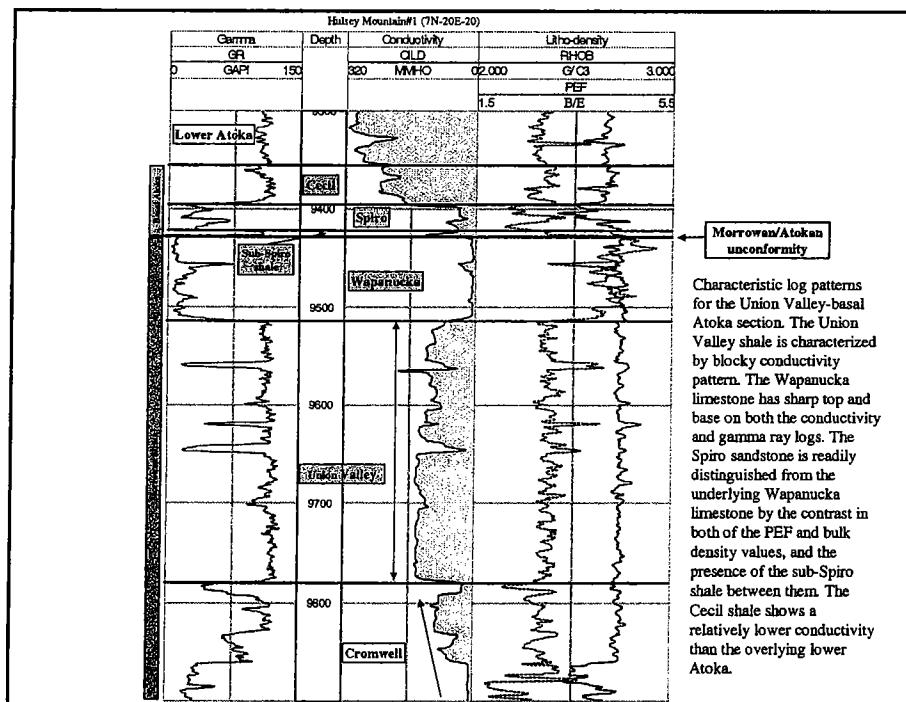 Hulsey Mountain#1 (7N-20E-20)
Gamma
Depth
Conductivity
Litho-density
GR
CILD
RHOB
0 GAPI 150
320 MMHO 0
2.000 G/C3 3.000
PEF
1.5 B/E 5.5
9300
Lower Atoka
Cecil
9400
Spiro
Sub-Spiro
shale
Wapanucka
9500
9600
Union Valley
9700
9800
Cromwell
Morrowan/Atokan
unconformity
Characteristic log patterns
for the Union Valley-basal
Atoka section. The Union
Valley shale is characterized
by blocky conductivity
pattern. The Wapanucka
limestone has sharp top and
base on both the conductivity
and gamma ray logs. The
Spiro sandstone is readily
distinguished from the
underlying Wapanucka
limestone by the contrast in
both of the PEF and bulk
density values, and the
presence of the sub-Spiro
shale between them. The
Cecil shale shows a
relatively lower conductivity
than the overlying lower
Atoka.